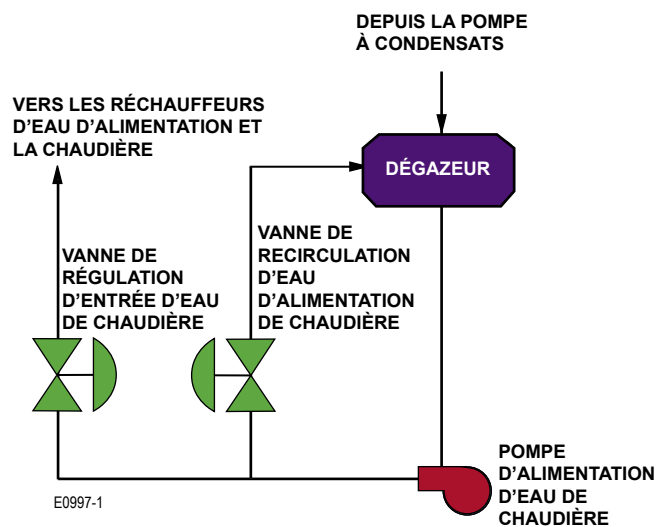 DEPUIS LA POMPE
À CONDENSATS
VERS LES RÉCHAUFFEURS
D'EAU D'ALIMENTATION ET
LA CHAUDIÈRE
DÉGAZEUR
VANNE DE
RÉGULATION
D'ENTRÉE D'EAU
DE CHAUDIÈRE
VANNE DE
RECIRCULATION
D'EAU
D'ALIMENTATION
DE CHAUDIÈRE
POMPE
D'ALIMENTATION
D'EAU DE
CHAUDIÈRE
E0997-1